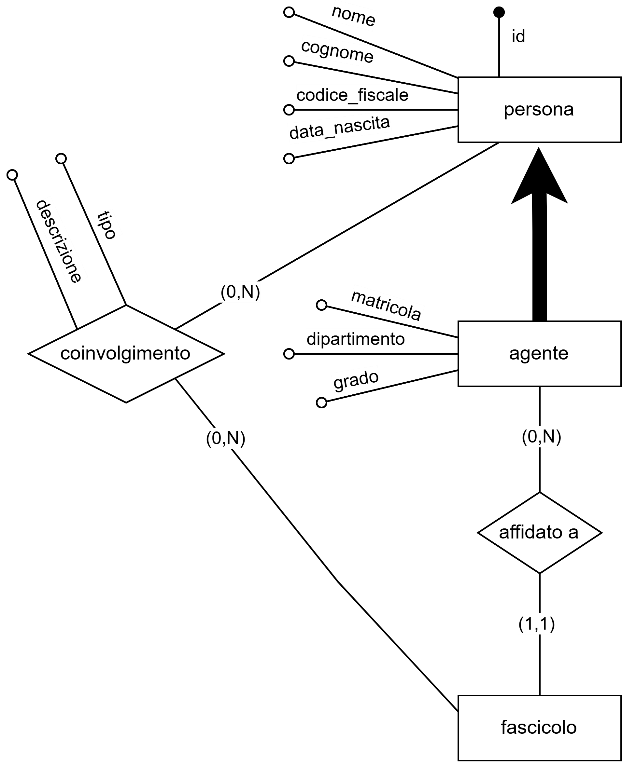 nome
id
cognome
codice_fiscale
persona
data_nascita
descrizione
tipo
(0,N)
matricola
coinvolgimento
dipartimento
agente
grado
(0,N)
(0,N)
affidato a
(1,1)
fascicolo